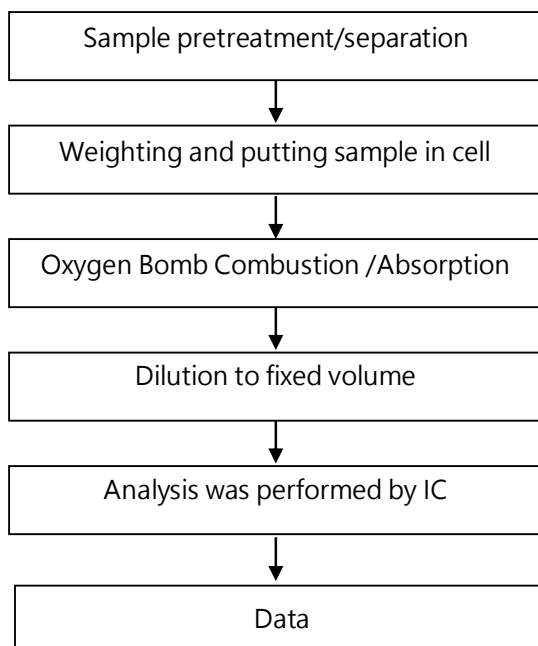 Sample pretreatment/separation
Weighting and putting sample in cell
Oxygen Bomb Combustion /Absorption
Dilution to fixed volume
Analysis was performed by IC
Data